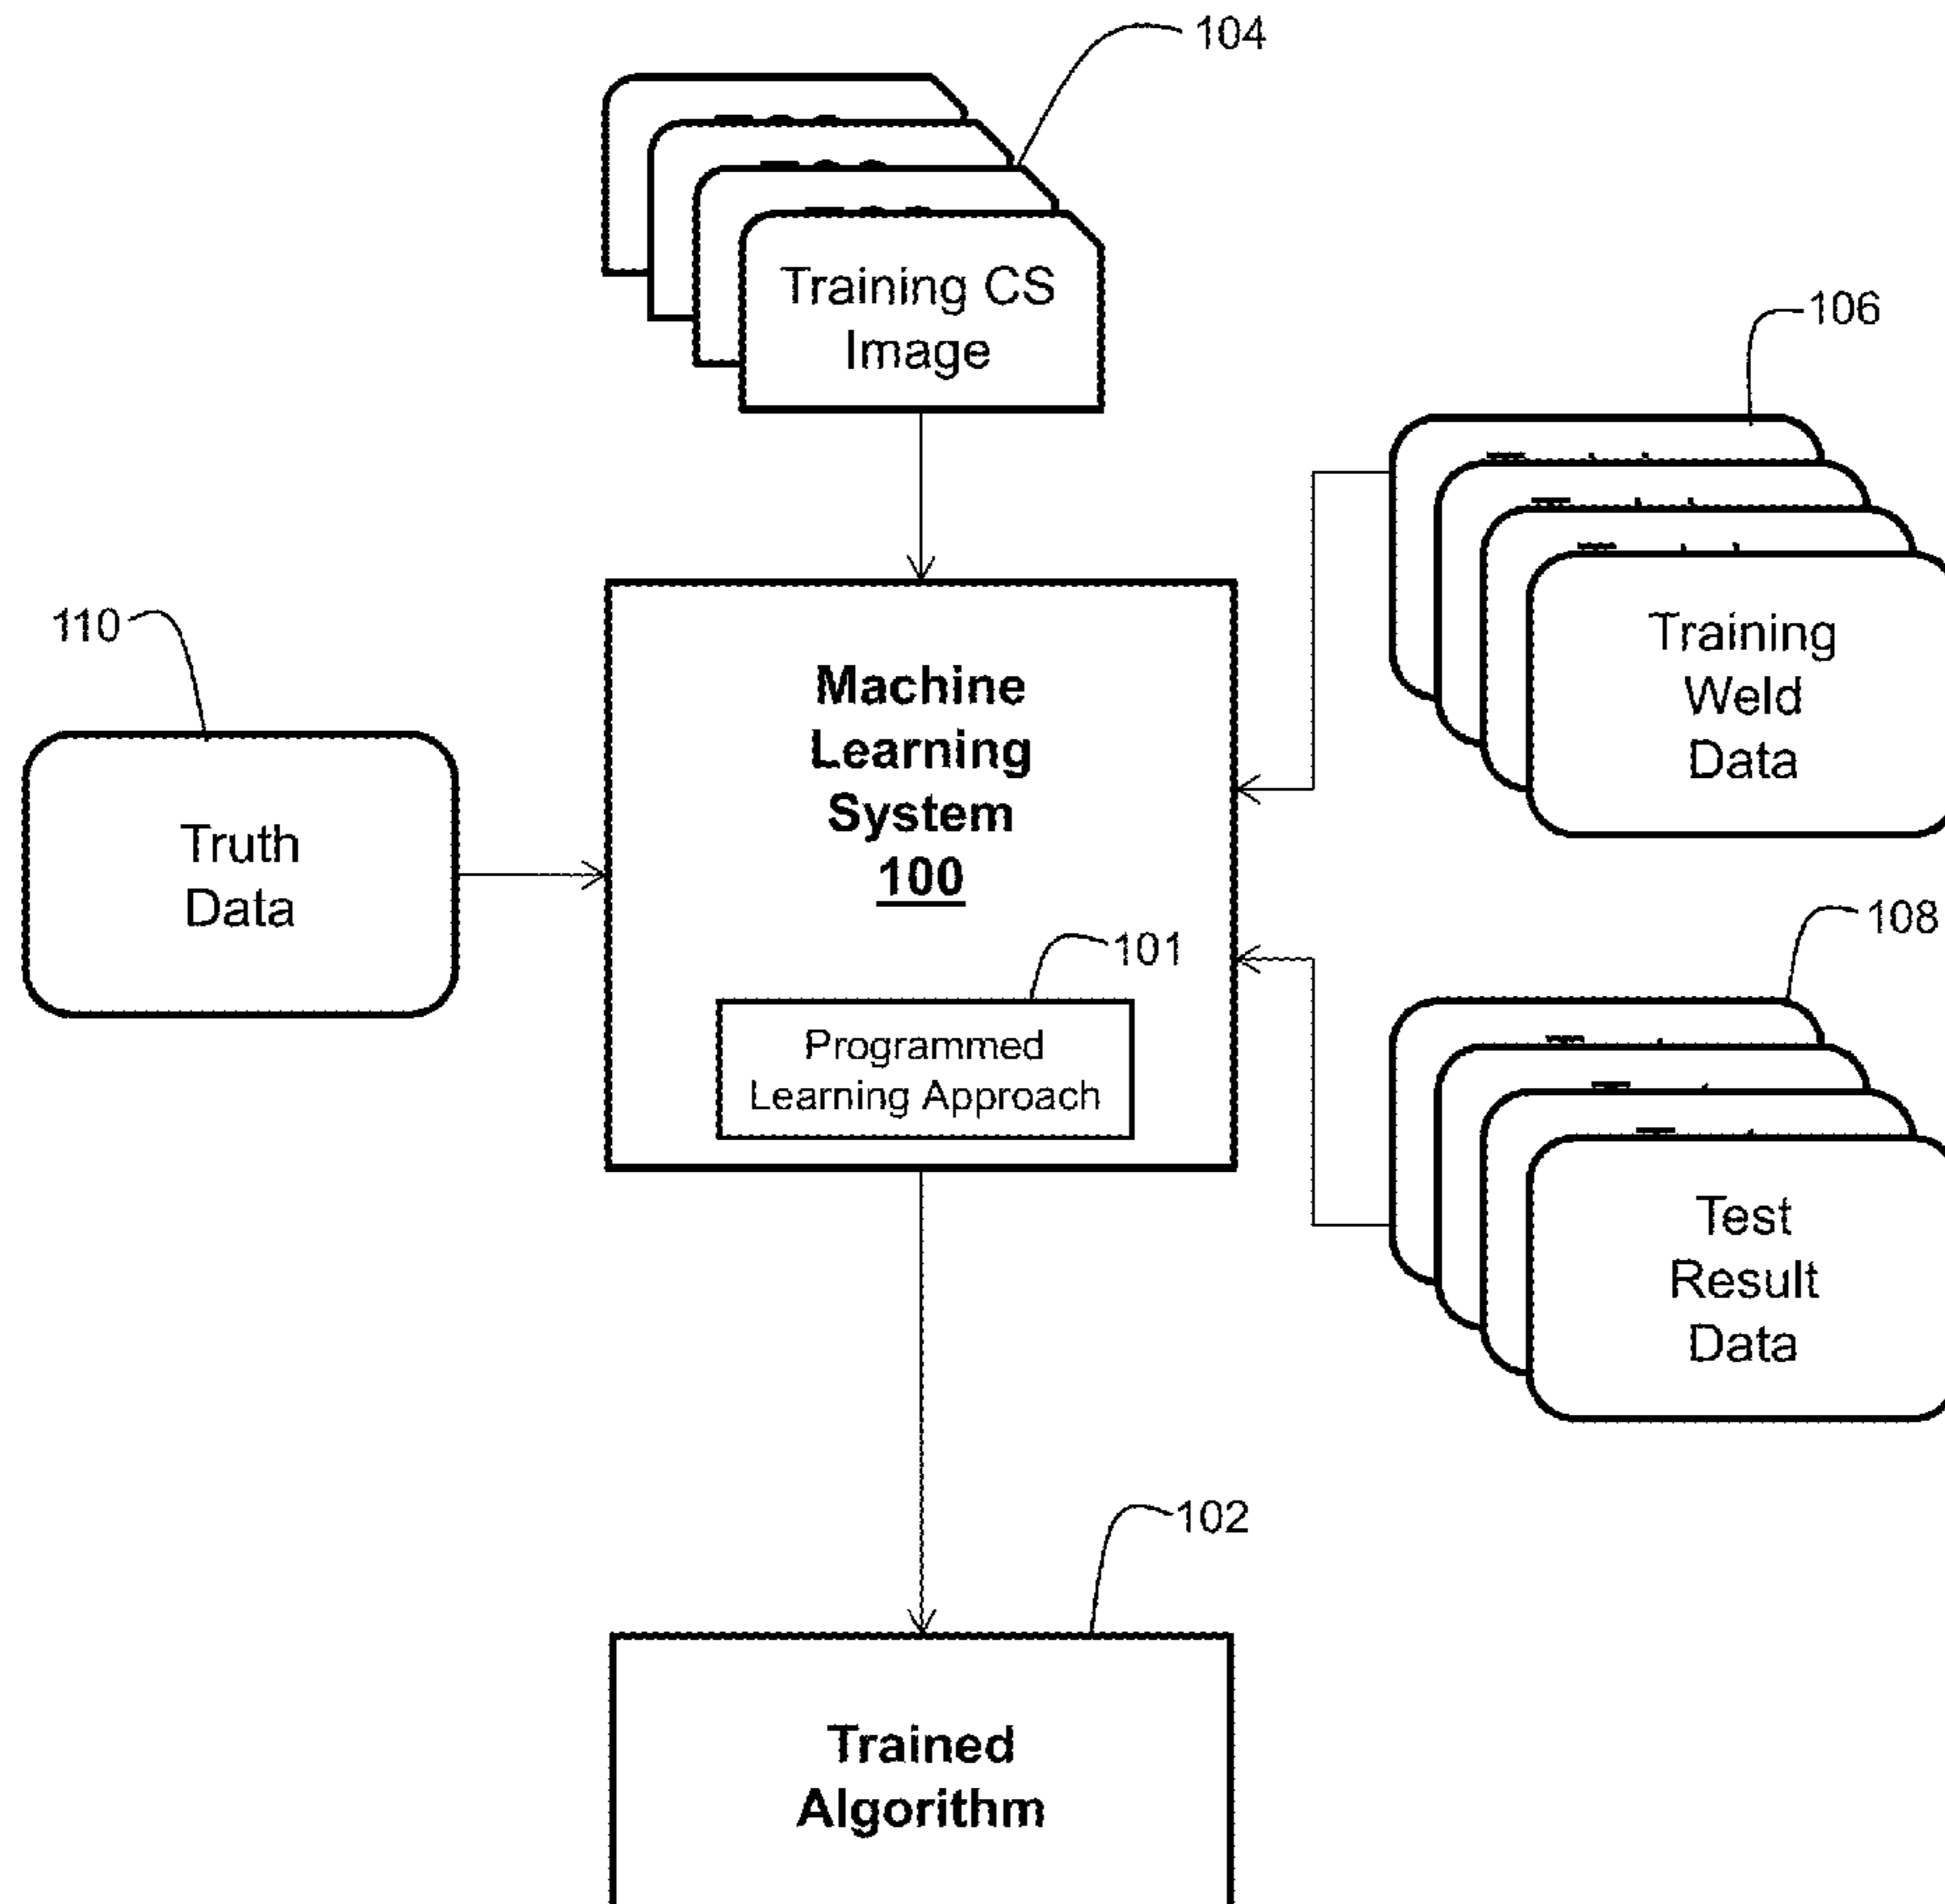 104
Training CS
Image
106
Training
Weld
Data
110
Truth
Data
Machine
Learning
System
100
101
Programmed
Learning Approach
108
Test
Result
Data
102
Trained
Algorithm